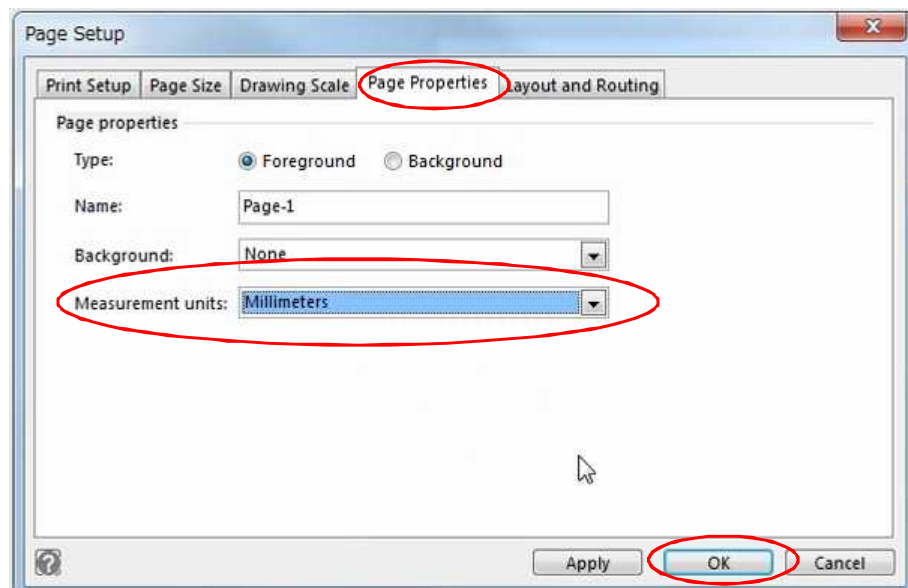 Page Setup
Print Setup Page Size Drawing Scale Page Properties Layout and Routing
Page properties
Type: Foreground Background
Name: Page-1
Background: None
Measurement units: Millimeters
Apply OK Cancel